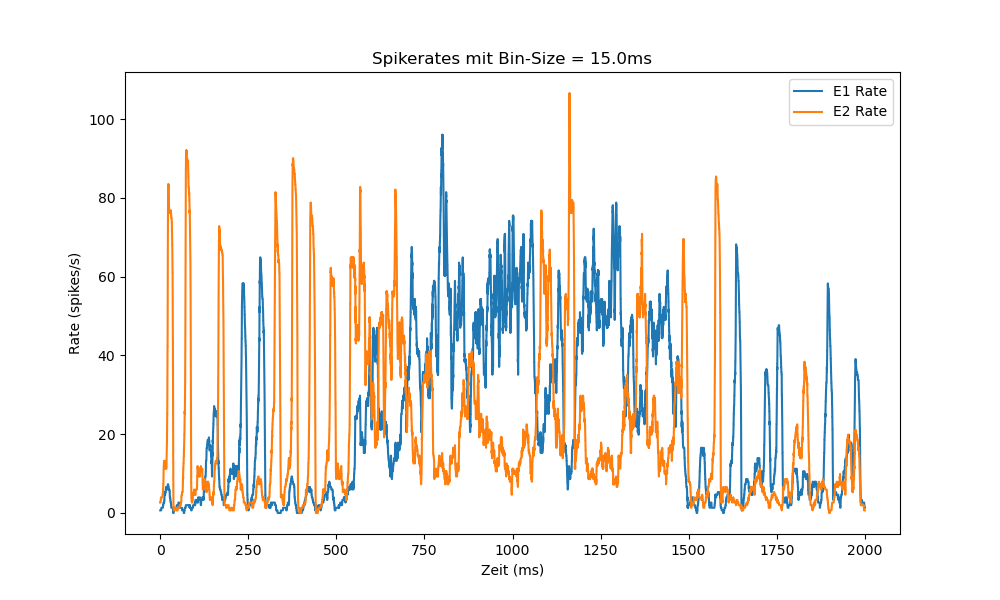 Spikerates mit Bin-Size = 15.0ms
E1 Rate
E2 Rate
Rate (spikes/s)
100
80
60
40
20
0
0 250 500 750 1000 1250 1500 1750 2000
Zeit (ms)